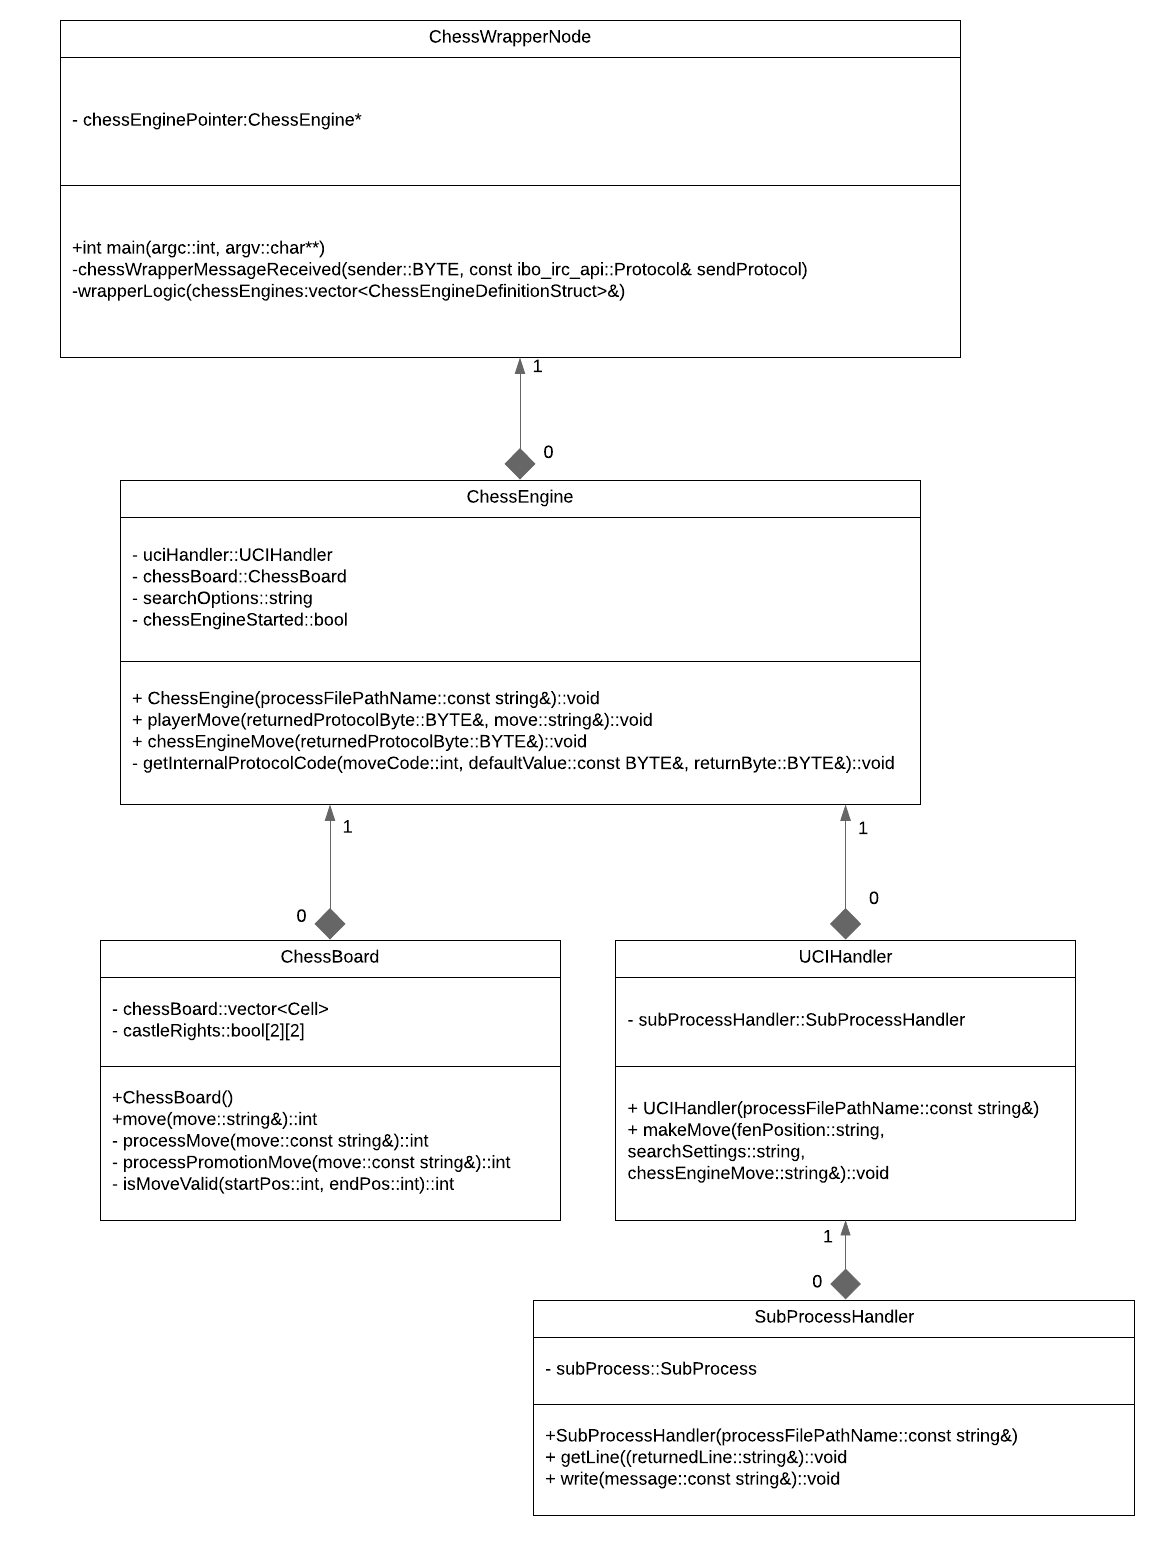 ChessWrapperNode
- chessEnginePointer:ChessEngine*
+int main(argc::int, argv::char**)
-chessWrapperMessageReceived(sender::BYTE, const ibo_irc_api::Protocol& sendProtocol)
-wrapperLogic(chessEngines:vector<ChessEngineDefinitionStruct>&)
1
0
ChessEngine
- uciHandler::UCIHandler
- chessBoard::ChessBoard
- searchOptions::string
- chessEngineStarted::bool
+ ChessEngine(processFilePathName::const string&)::void
+ playerMove(returnedProtocolByte::BYTE&, move::string&)::void
+ chessEngineMove(returnedProtocolByte::BYTE&)::void
- getInternalProtocolCode(moveCode::int, defaultValue::const BYTE&, returnByte::BYTE&)::void
1
0
ChessBoard
- chessBoard::vector<Cell>
- castleRights::bool[2][2]
+ChessBoard()
+move(move::string&)::int
- processMove(move::const string&)::int
- processPromotionMove(move::const string&)::int
- isMoveValid(startPos::int, endPos::int)::int
1
0
UCIHandler
- subProcessHandler::SubProcessHandler
+ UCIHandler(processFilePathName::const string&)
+ makeMove(fenPosition::string,
searchSettings::string,
chessEngineMove::string&)::void
1
0
SubProcessHandler
- subProcess::SubProcess
+SubProcessHandler(processFilePathName::const string&)
+ getLine((returnedLine::string&)::void
+ write(message::const string&)::void